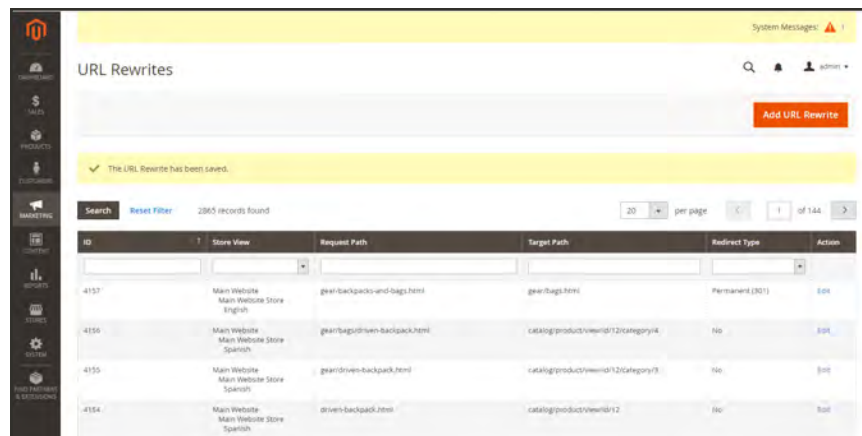 System Messages: 1
URL Rewrites
admin
DASHBOARD
SALES
PRODUCTS
CUSTOMERS
MARKETING
CONTENT
REPORTS
STORES
SYSTEM
FIND PARTNERS
& EXTENSIONS
Add URL Rewrite
The URL Rewrite has been saved.
Search Reset Filter 2865 records found 20 per page 1 of 144
ID ↑ Store View Request Path Target Path Redirect Type Action
4157 Main Website gear/backpacks-and-bags.html gear/bags.html Permanent (301) Edit
Main Website Store
English
4156 Main Website gear/bags/driven-backpack.html catalog/product/view/id/12/category/4 No Edit
Main Website Store
Spanish
4155 Main Website gear/driven-backpack.html catalog/product/view/id/12/category/3 No Edit
Main Website Store
Spanish
4154 Main Website driven-backpack.html catalog/product/view/id/12 No Edit
Main Website Store
Spanish